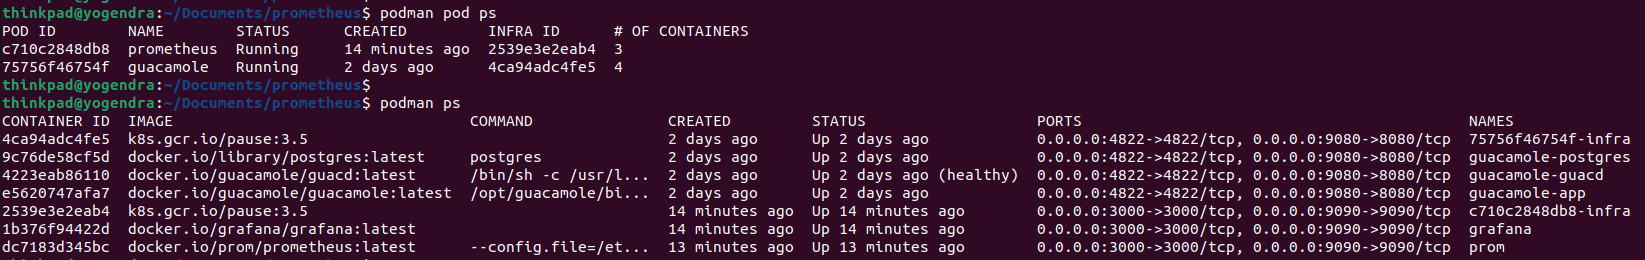 thinkpad@yogendra:~/Documents/prometheus$ podman pod ps
POD ID        NAME        STATUS      CREATED         INFRA ID      # OF CONTAINERS
c710c2848db8  prometheus  Running     14 minutes ago  2539e3e2eab4  3
75756f46754f  guacamole   Running     2 days ago      4ca94adc4fe5  4
thinkpad@yogendra:~/Documents/prometheus$
thinkpad@yogendra:~/Documents/prometheus$ podman ps
CONTAINER ID  IMAGE                                 COMMAND               CREATED         STATUS                   PORTS                                           NAMES
4ca94adc4fe5  k8s.gcr.io/pause:3.5                                        2 days ago      Up 2 days ago            0.0.0.0:4822->4822/tcp, 0.0.0.0:9080->8080/tcp  75756f46754f-infra
9c76de58cf5d  docker.io/library/postgres:latest     postgres              2 days ago      Up 2 days ago            0.0.0.0:4822->4822/tcp, 0.0.0.0:9080->8080/tcp  guacamole-postgres
4223eab86110  docker.io/guacamole/guacd:latest      /bin/sh -c /usr/l...  2 days ago      Up 2 days ago (healthy)  0.0.0.0:4822->4822/tcp, 0.0.0.0:9080->8080/tcp  guacamole-guacd
e5620747afa7  docker.io/guacamole/guacamole:latest  /opt/guacamole/bi...  2 days ago      Up 2 days ago            0.0.0.0:4822->4822/tcp, 0.0.0.0:9080->8080/tcp  guacamole-app
2539e3e2eab4  k8s.gcr.io/pause:3.5                                        14 minutes ago  Up 14 minutes ago        0.0.0.0:3000->3000/tcp, 0.0.0.0:9090->9090/tcp  c710c2848db8-infra
1b376f94422d  docker.io/grafana/grafana:latest                            14 minutes ago  Up 14 minutes ago        0.0.0.0:3000->3000/tcp, 0.0.0.0:9090->9090/tcp  grafana
dc7183d345bc  docker.io/prom/prometheus:latest      --config.file=/et...  13 minutes ago  Up 13 minutes ago        0.0.0.0:3000->3000/tcp, 0.0.0.0:9090->9090/tcp  prom